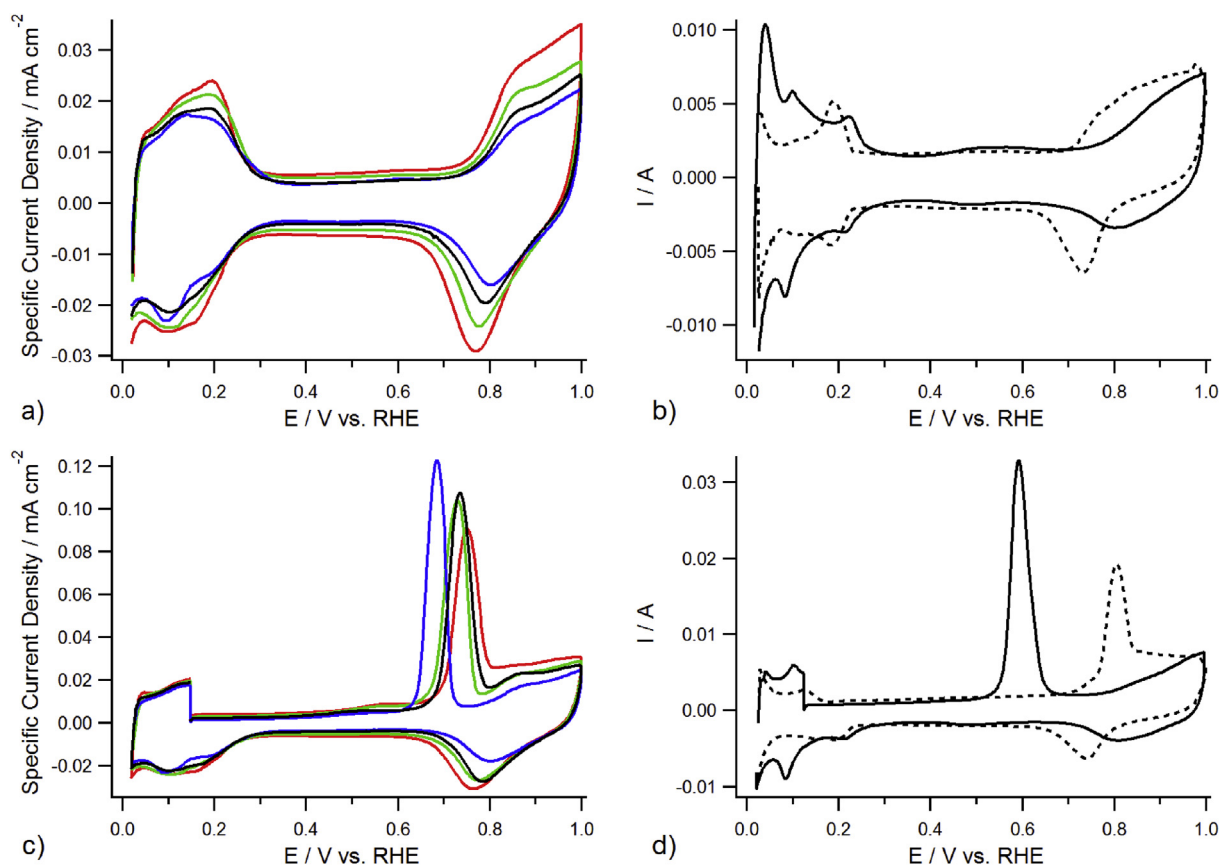 0.03
0.02
0.01
0.00
-0.01
-0.02
-0.03
Specific Current Density / mA cm-2
0.0 0.2 0.4 0.6 0.8 1.0
E / V vs. RHE
a)
0.010
0.005
0.000
-0.005
-0.010
I / A
0.0 0.2 0.4 0.6 0.8 1.0
E / V vs. RHE
b)
0.12
0.10
0.08
0.06
0.04
0.02
0.00
-0.02
Specific Current Density / mA cm-2
0.0 0.2 0.4 0.6 0.8 1.0
E / V vs. RHE
c)
0.03
0.02
0.01
0.00
-0.01
I / A
0.0 0.2 0.4 0.6 0.8 1.0
E / V vs. RHE
d)